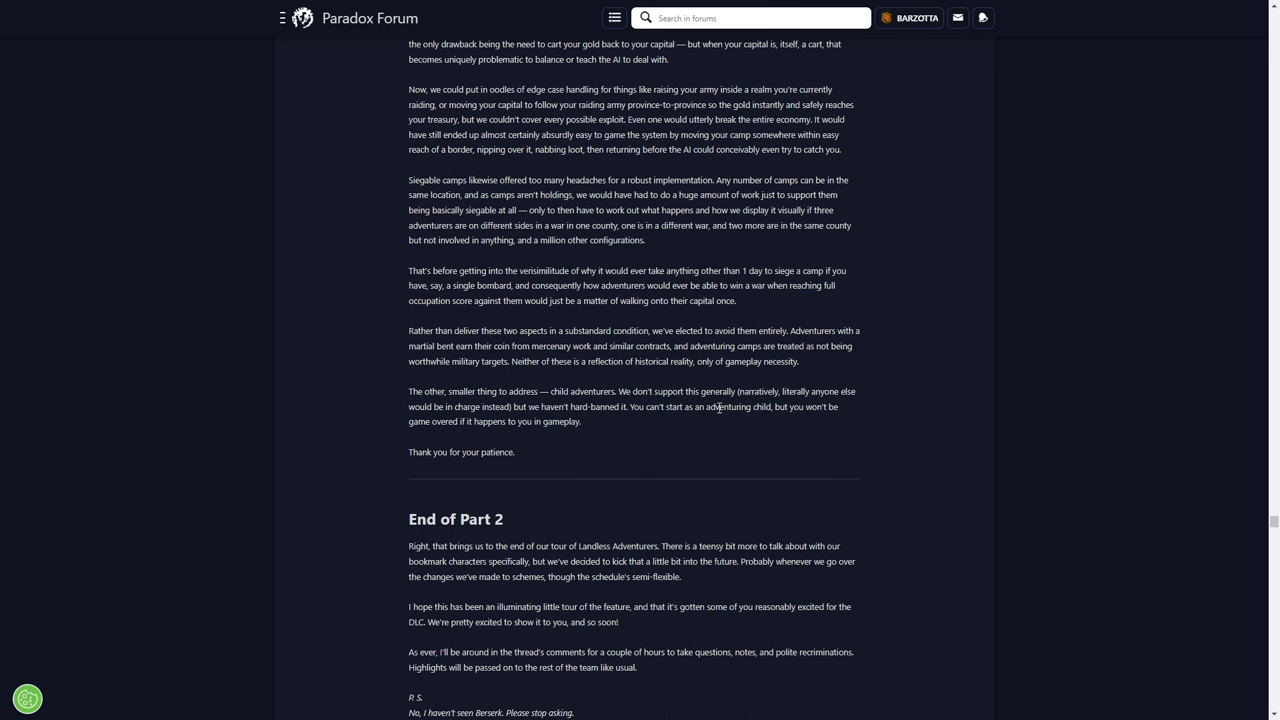 Paradox Forum
Search in forums
BARZOTTA
the only drawback being the need to cart your gold back to your capital — but when your capital is, itself, a cart, that
becomes uniquely problematic to balance or teach the AI to deal with.
Now, we could put in oodles of edge case handling for things like raising your army inside a realm you're currently
raiding, or moving your capital to follow your raiding army province-to-province so the gold instantly and safely reaches
your treasury, but we couldn't cover every possible exploit. Even one would utterly break the entire economy. It would
have still ended up almost certainly absurdly easy to game the system by moving your camp somewhere within easy
reach of a border, nipping over it, nabbing loot, then returning before the AI could conceivably even try to catch you.
Siegable camps likewise offered too many headaches for a robust implementation. Any number of camps can be in the
same location, and as camps aren't holdings, we would have had to do a huge amount of work just to support them
being basically siegable at all — only to then have to work out what happens and how we display it visually if three
adventurers are on different sides in a war in one county, one is in a different war, and two more are in the same county
but not involved in anything, and a million other configurations.
That's before getting into the verisimilitude of why it would ever take anything other than 1 day to siege a camp if you
have, say, a single bombard, and consequently how adventurers would ever be able to win a war when reaching full
occupation score against them would just be a matter of walking onto their capital once.
Rather than deliver these two aspects in a substandard condition, we've elected to avoid them entirely. Adventurers with a
martial bent earn their coin from mercenary work and similar contracts, and adventuring camps are treated as not being
worthwhile military targets. Neither of these is a reflection of historical reality, only of gameplay necessity.
The other, smaller thing to address — child adventurers. We don't support this generally (narratively, literally anyone else
would be in charge instead) but we haven't hard-banned it. You can't start as an adventuring child, but you won't be
game overed if it happens to you in gameplay.
Thank you for your patience.
End of Part 2
Right, that brings us to the end of our tour of Landless Adventurers. There is a teensy bit more to talk about with our
bookmark characters specifically, but we've decided to kick that a little bit into the future. Probably whenever we go over
the changes we've made to schemes, though the schedule's semi-flexible.
I hope this has been an illuminating little tour of the feature, and that it's gotten some of you reasonably excited for the
DLC. We're pretty excited to show it to you, and so soon!
As ever, I'll be around in the thread's comments for a couple of hours to take questions, notes, and polite recriminations.
Highlights will be passed on to the rest of the team like usual.
P. S.
No, I haven't seen Berserk. Please stop asking.